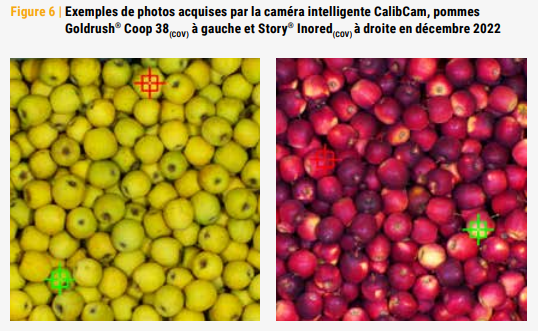 Figure 6 | Exemples de photos acquises par la caméra intelligente CalibCam, pommes
Goldrush® Coop 38(COV) à gauche et Story® Inored(COV) à droite en décembre 2022